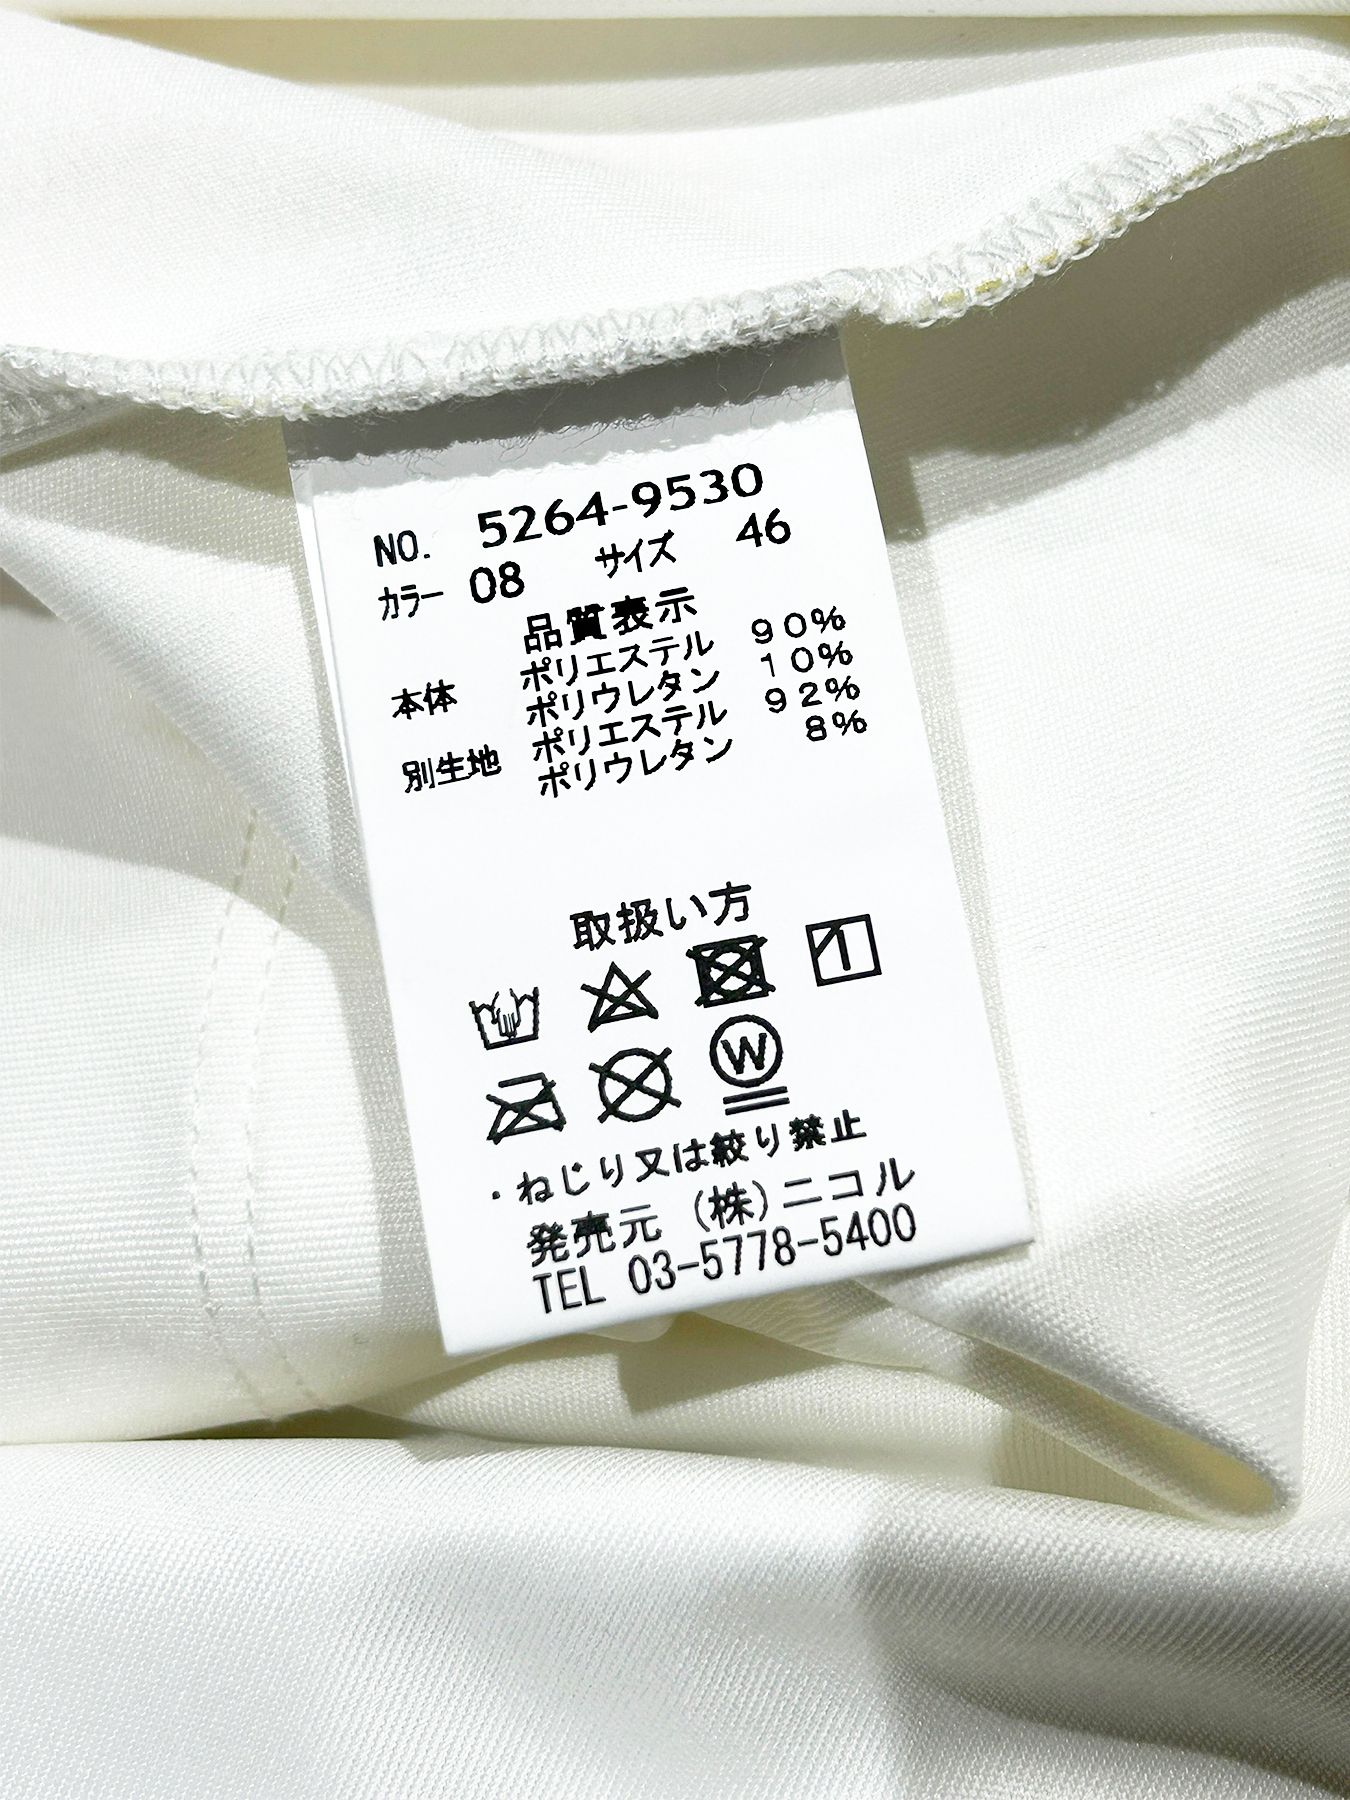 NO. 5264-9530
カラー 08 サイズ 46
品質表示
本体 ポリエステル 90%
ポリウレタン 10%
別生地 ポリエステル 92%
ポリウレタン 8%
取扱い方
1
W
・ねじり又は絞り禁止
発売元 (株)ニコル
TEL 03-5778-5400